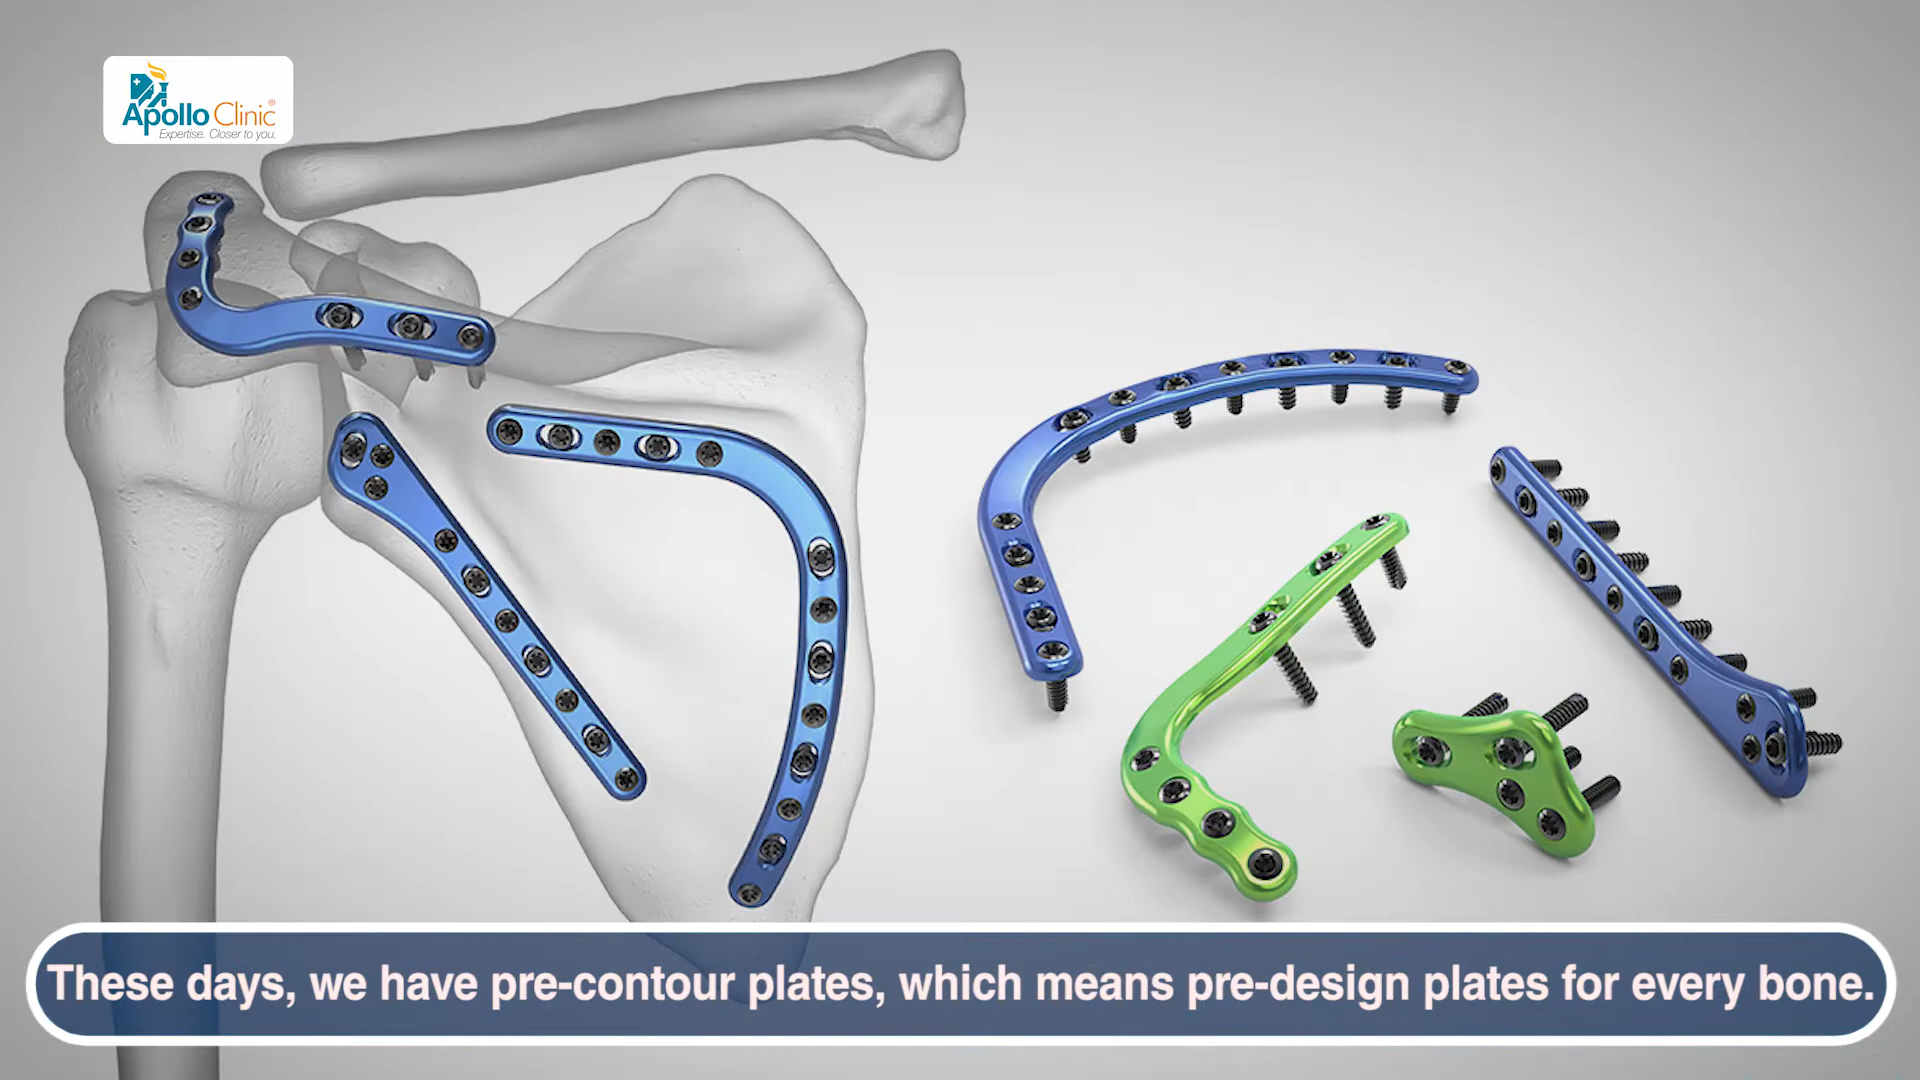 Apollo Clinic®
Expertise. Closer to you.
These days, we have pre-contour plates, which means pre-design plates for every bone.